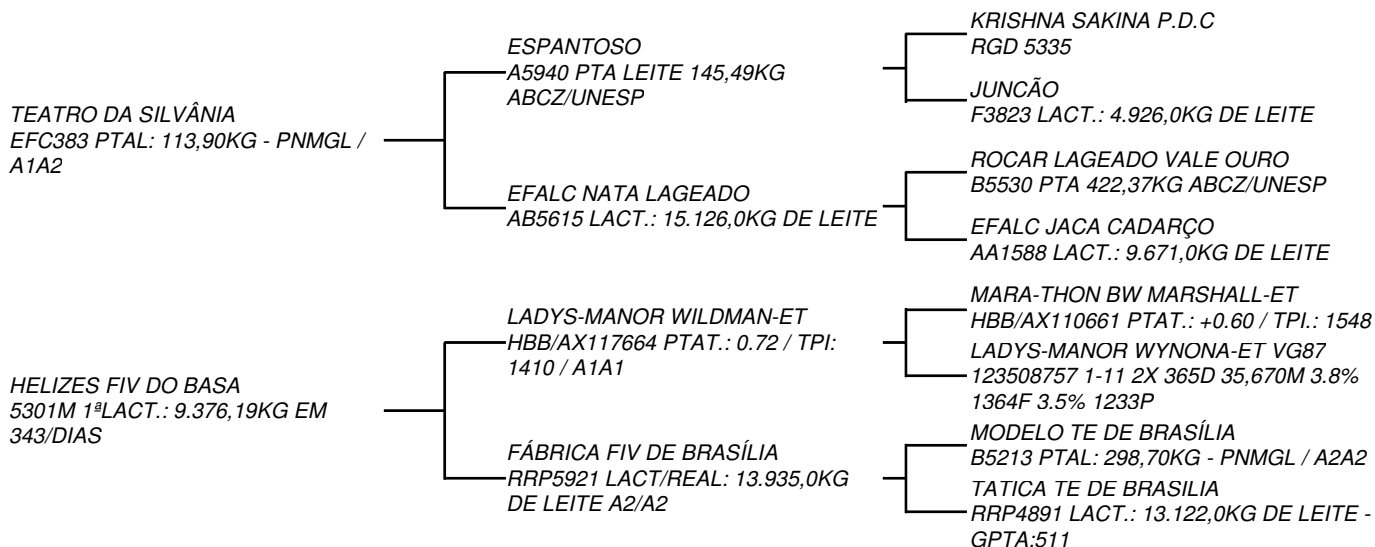 TEATRO DA SILVÂNIA
EFC383 PTAL: 113,90KG - PNMGL /
A1A2
ESPANTOSO
A5940 PTA LEITE 145,49KG
ABCZ/UNESP
KRISHNA SAKINA P.D.C
RGD 5335
JUNCÃO
F3823 LACT.: 4.926,0KG DE LEITE
EFALC NATA LAGEADO
AB5615 LACT.: 15.126,0KG DE LEITE
ROCAR LAGEADO VALE OURO
B5530 PTA 422,37KG ABCZ/UNESP
EFALC JACA CADARÇO
AA1588 LACT.: 9.671,0KG DE LEITE
HELIZES FIV DO BASA
5301M 1ªLACT.: 9.376,19KG EM
343/DIAS
LADYS-MANOR WILDMAN-ET
HBB/AX117664 PTAT.: 0.72 / TPI:
1410 / A1A1
MARA-THON BW MARSHALL-ET
HBB/AX110661 PTAT.: +0.60 / TPI.: 1548
LADYS-MANOR WYNONA-ET VG87
123508757 1-11 2X 365D 35,670M 3.8%
1364F 3.5% 1233P
FÁBRICA FIV DE BRASÍLIA
RRP5921 LACT/REAL: 13.935,0KG
DE LEITE A2/A2
MODELO TE DE BRASÍLIA
B5213 PTAL: 298,70KG - PNMGL / A2A2
TATICA TE DE BRASILIA
RRP4891 LACT.: 13.122,0KG DE LEITE -
GPTA:511